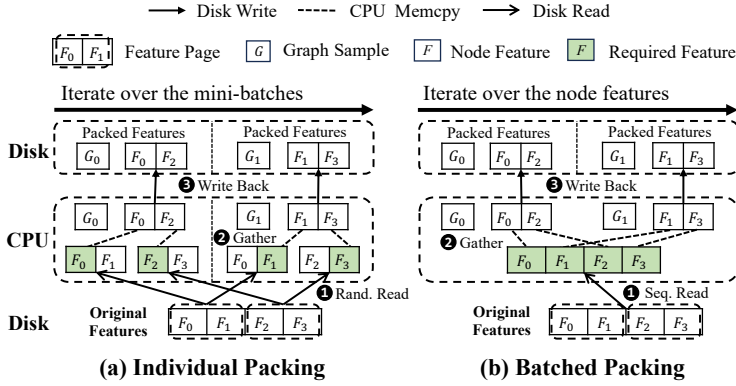 Disk Write CPU Memcpy Disk Read
F0 F1 Feature Page G Graph Sample F Node Feature F Required Feature
Iterate over the mini-batches
Disk
Packed Features Packed Features
G0 F0 F2 G1 F1 F3
❸ Write Back
CPU
G0 F0 F2 G1 F1 F3
❷ Gather
F0 F1 F2 F3 F0 F1 F2 F3
❶ Rand. Read
Disk
Original Features
F0 F1 F2 F3
(a) Individual Packing
Iterate over the node features
Packed Features Packed Features
G0 F0 F2 G1 F1 F3
❸ Write Back
G0 F0 F2 G1 F1 F3
❷ Gather
F0 F1 F2 F3
❶ Seq. Read
Original
Features
F0 F1 F2 F3
(b) Batched Packing